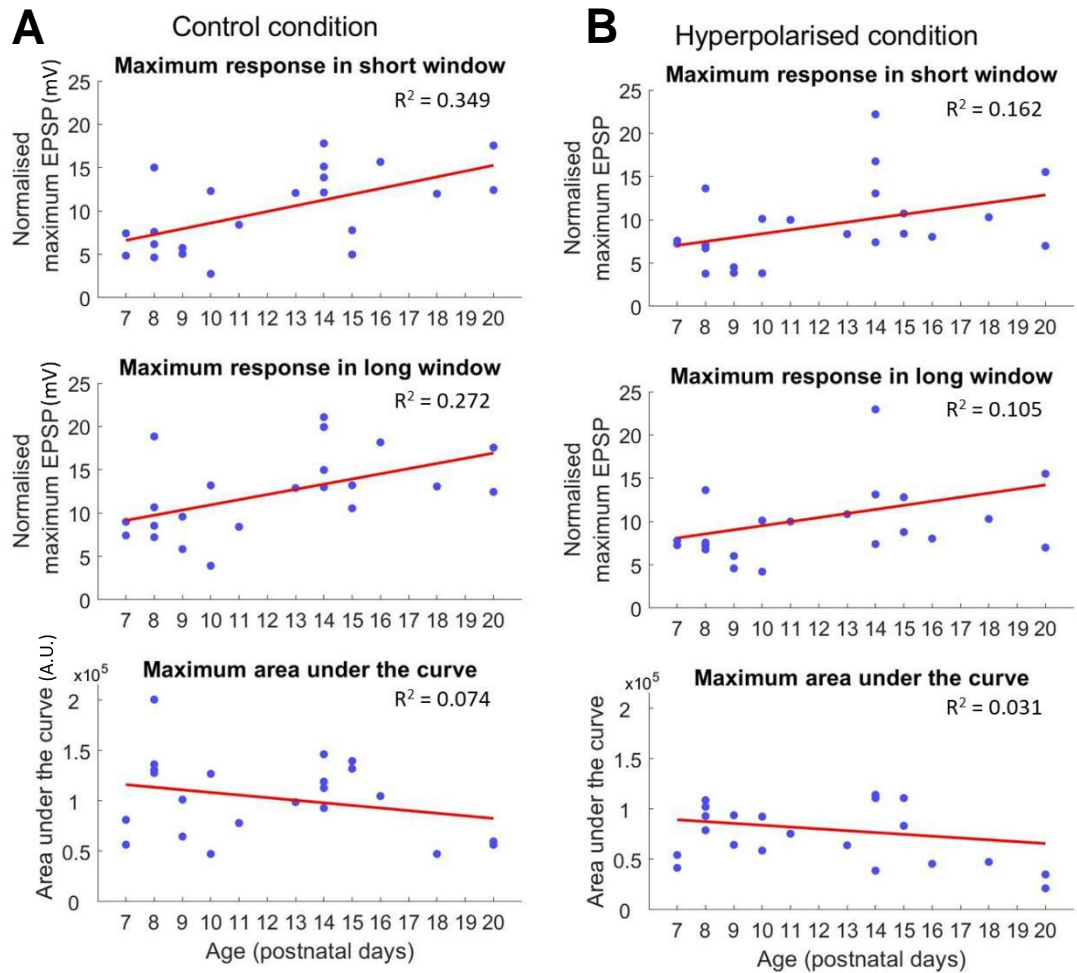 A
Control condition
Maximum response in short window
R² = 0.349
Normalised
maximum EPSP (mV)
25
20
15
10
5
0
7 8 9 10 11 12 13 14 15 16 17 18 19 20
Maximum response in long window
R² = 0.272
Normalised
maximum EPSP (mV)
25
20
15
10
5
0
7 8 9 10 11 12 13 14 15 16 17 18 19 20
Maximum area under the curve
R² = 0.074
Area under the curve (A.U.)
x10⁵
2
1.5
1
0.5
0
7 8 9 10 11 12 13 14 15 16 17 18 19 20
Age (postnatal days)
B
Hyperpolarised condition
Maximum response in short window
R² = 0.162
Normalised
maximum EPSP
25
20
15
10
5
0
7 8 9 10 11 12 13 14 15 16 17 18 19 20
Maximum response in long window
R² = 0.105
Normalised
maximum EPSP
25
20
15
10
5
0
7 8 9 10 11 12 13 14 15 16 17 18 19 20
Maximum area under the curve
R² = 0.031
Area under the curve
x10⁵
2
1.5
1
0.5
0
7 8 9 10 11 12 13 14 15 16 17 18 19 20
Age (postnatal days)